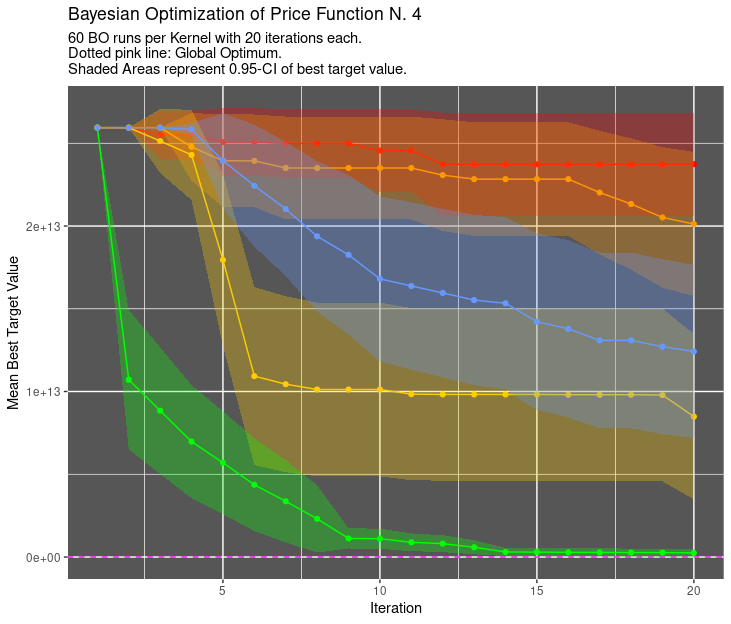 Bayesian Optimization of Price Function N. 4
60 BO runs per Kernel with 20 iterations each.
Dotted pink line: Global Optimum.
Shaded Areas represent 0.95-CI of best target value.
Mean Best Target Value
2e+13
1e+13
0e+00
5
10
15
20
Iteration